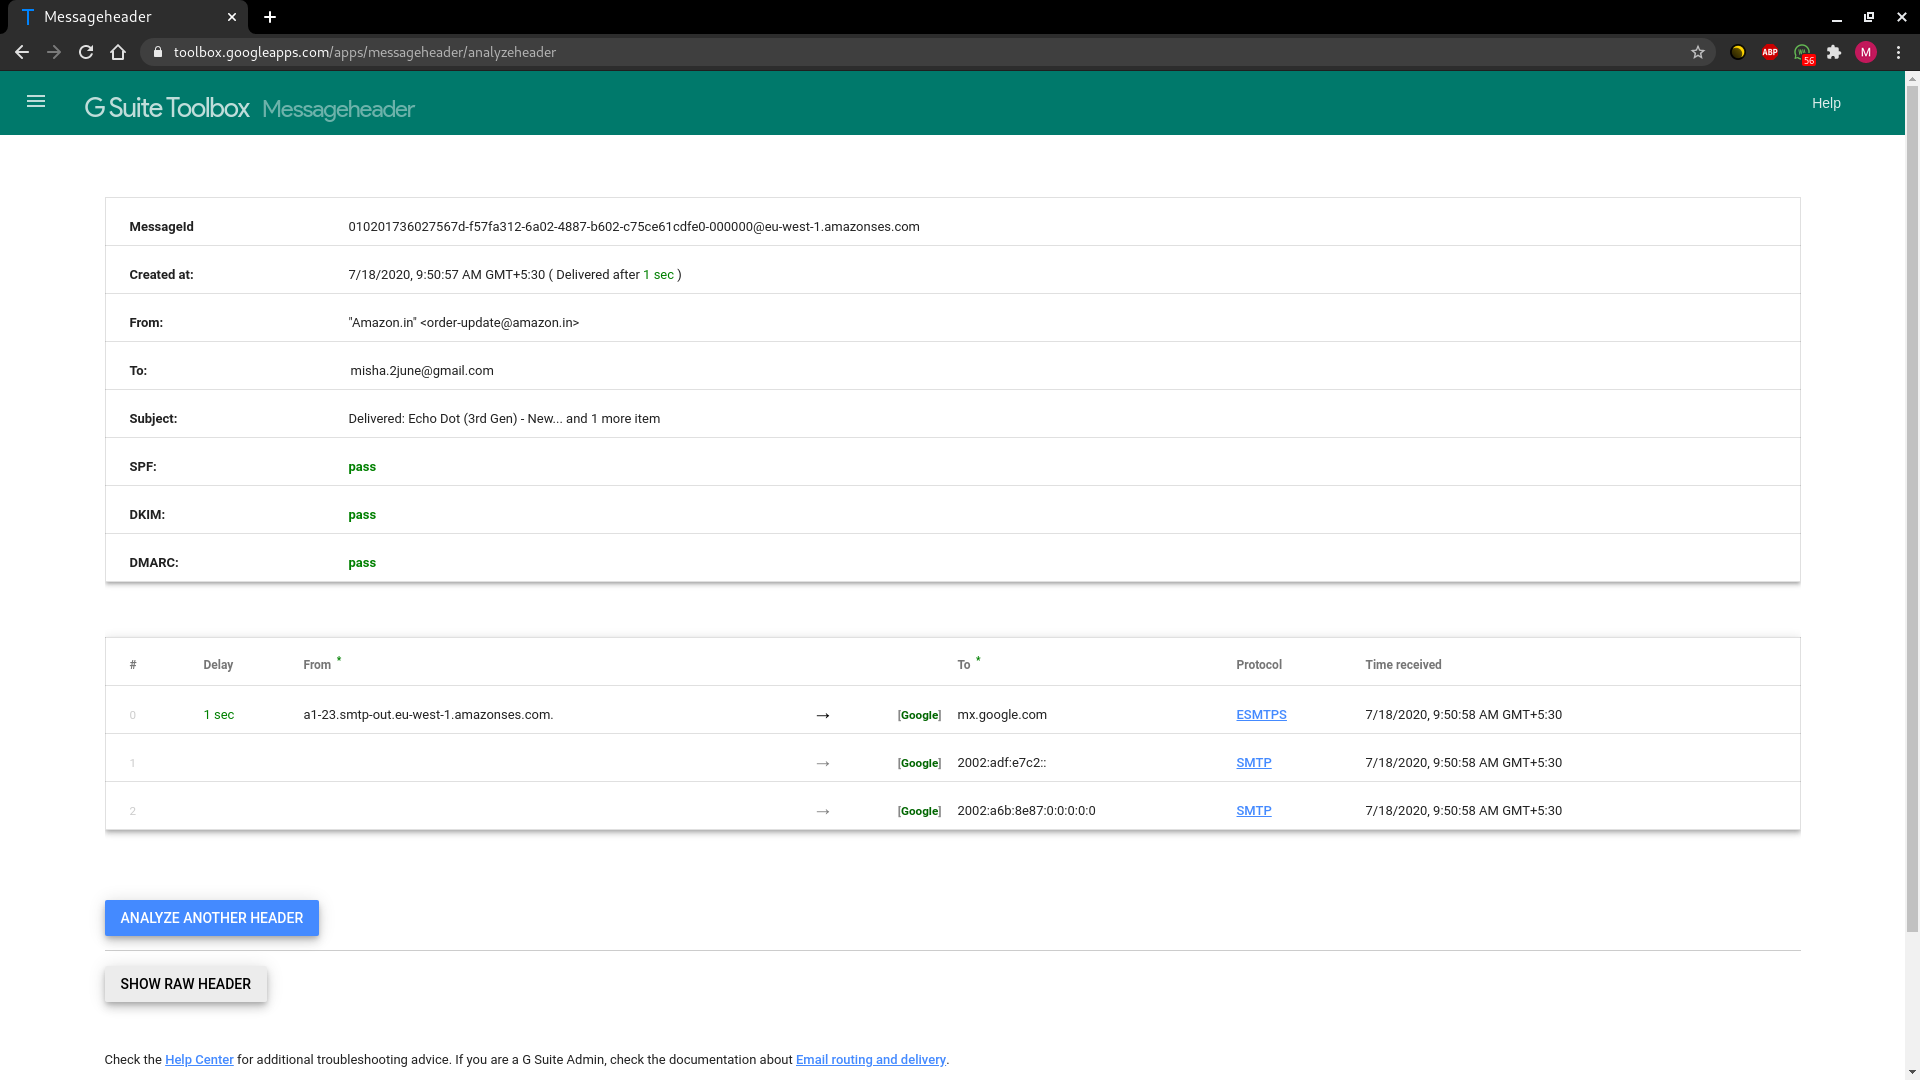 Messageheader
toolbox.googleapps.com/apps/messageheader/analyzeheader
ABP
56
M
G Suite Toolbox Messageheader
Help
MessageId 010201736027567d-f57fa312-6a02-4887-b602-c75ce61cdfe0-000000@eu-west-1.amazonses.com
Created at: 7/18/2020, 9:50:57 AM GMT+5:30 ( Delivered after 1 sec )
From: "Amazon.in" <order-update@amazon.in>
To: misha.2june@gmail.com
Subject: Delivered: Echo Dot (3rd Gen) - New... and 1 more item
SPF: pass
DKIM: pass
DMARC: pass
# Delay From * To * Protocol Time received
0 1 sec a1-23.smtp-out.eu-west-1.amazonses.com. → [Google] mx.google.com ESMTPS 7/18/2020, 9:50:58 AM GMT+5:30
1 → [Google] 2002:adf:e7c2:: SMTP 7/18/2020, 9:50:58 AM GMT+5:30
2 → [Google] 2002:a6b:8e87:0:0:0:0:0 SMTP 7/18/2020, 9:50:58 AM GMT+5:30
ANALYZE ANOTHER HEADER
SHOW RAW HEADER
Check the Help Center for additional troubleshooting advice. If you are a G Suite Admin, check the documentation about Email routing and delivery.